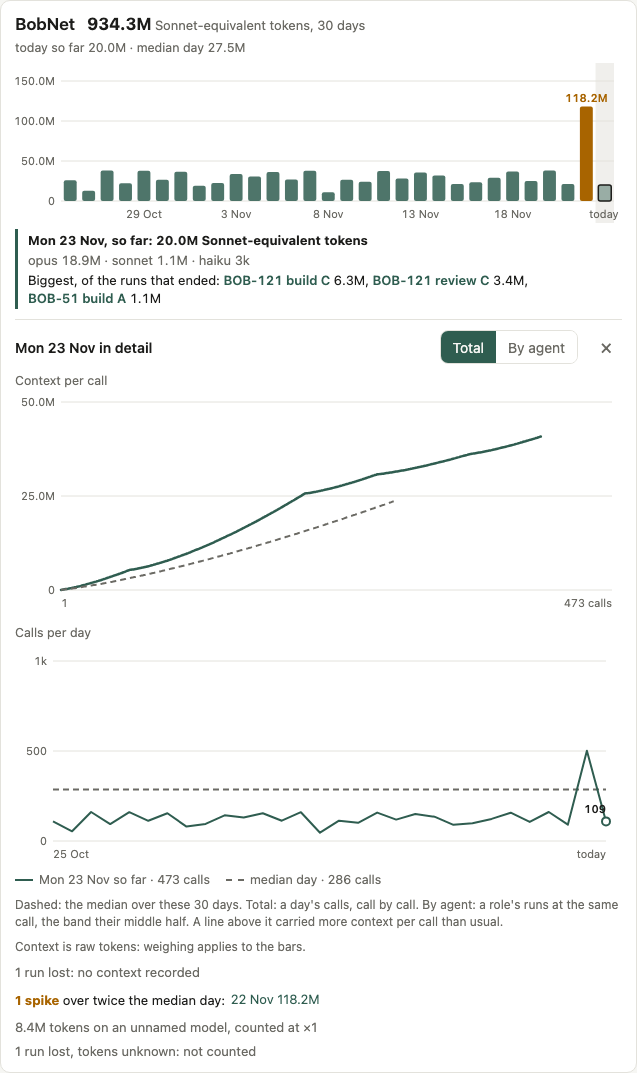 BobNet 934.3M Sonnet-equivalent tokens, 30 days
today so far 20.0M · median day 27.5M
150.0M
118.2M
100.0M
50.0M
0
29 Oct 3 Nov 8 Nov 13 Nov 18 Nov today
Mon 23 Nov, so far: 20.0M Sonnet-equivalent tokens
opus 18.9M · sonnet 1.1M · haiku 3k
Biggest, of the runs that ended: BOB-121 build C 6.3M, BOB-121 review C 3.4M,
BOB-51 build A 1.1M
Mon 23 Nov in detail Total By agent ×
Context per call
50.0M
25.0M
0
1 473 calls
Calls per day
1k
500
109
0
25 Oct today
Mon 23 Nov so far · 473 calls median day · 286 calls
Dashed: the median over these 30 days. Total: a day's calls, call by call. By agent: a role's runs at the same
call, the band their middle half. A line above it carried more context per call than usual.
Context is raw tokens: weighing applies to the bars.
1 run lost: no context recorded
1 spike over twice the median day: 22 Nov 118.2M
8.4M tokens on an unnamed model, counted at ×1
1 run lost, tokens unknown: not counted